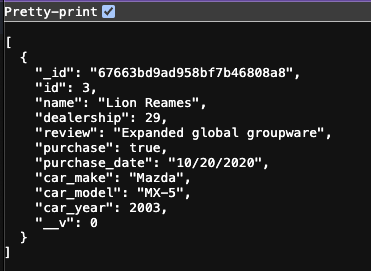 Pretty-print
[
  {
    "_id": "67663bd9ad958bf7b46808a8",
    "id": 3,
    "name": "Lion Reames",
    "dealership": 29,
    "review": "Expanded global groupware",
    "purchase": true,
    "purchase_date": "10/20/2020",
    "car_make": "Mazda",
    "car_model": "MX-5",
    "car_year": 2003,
    "__v": 0
  }
]